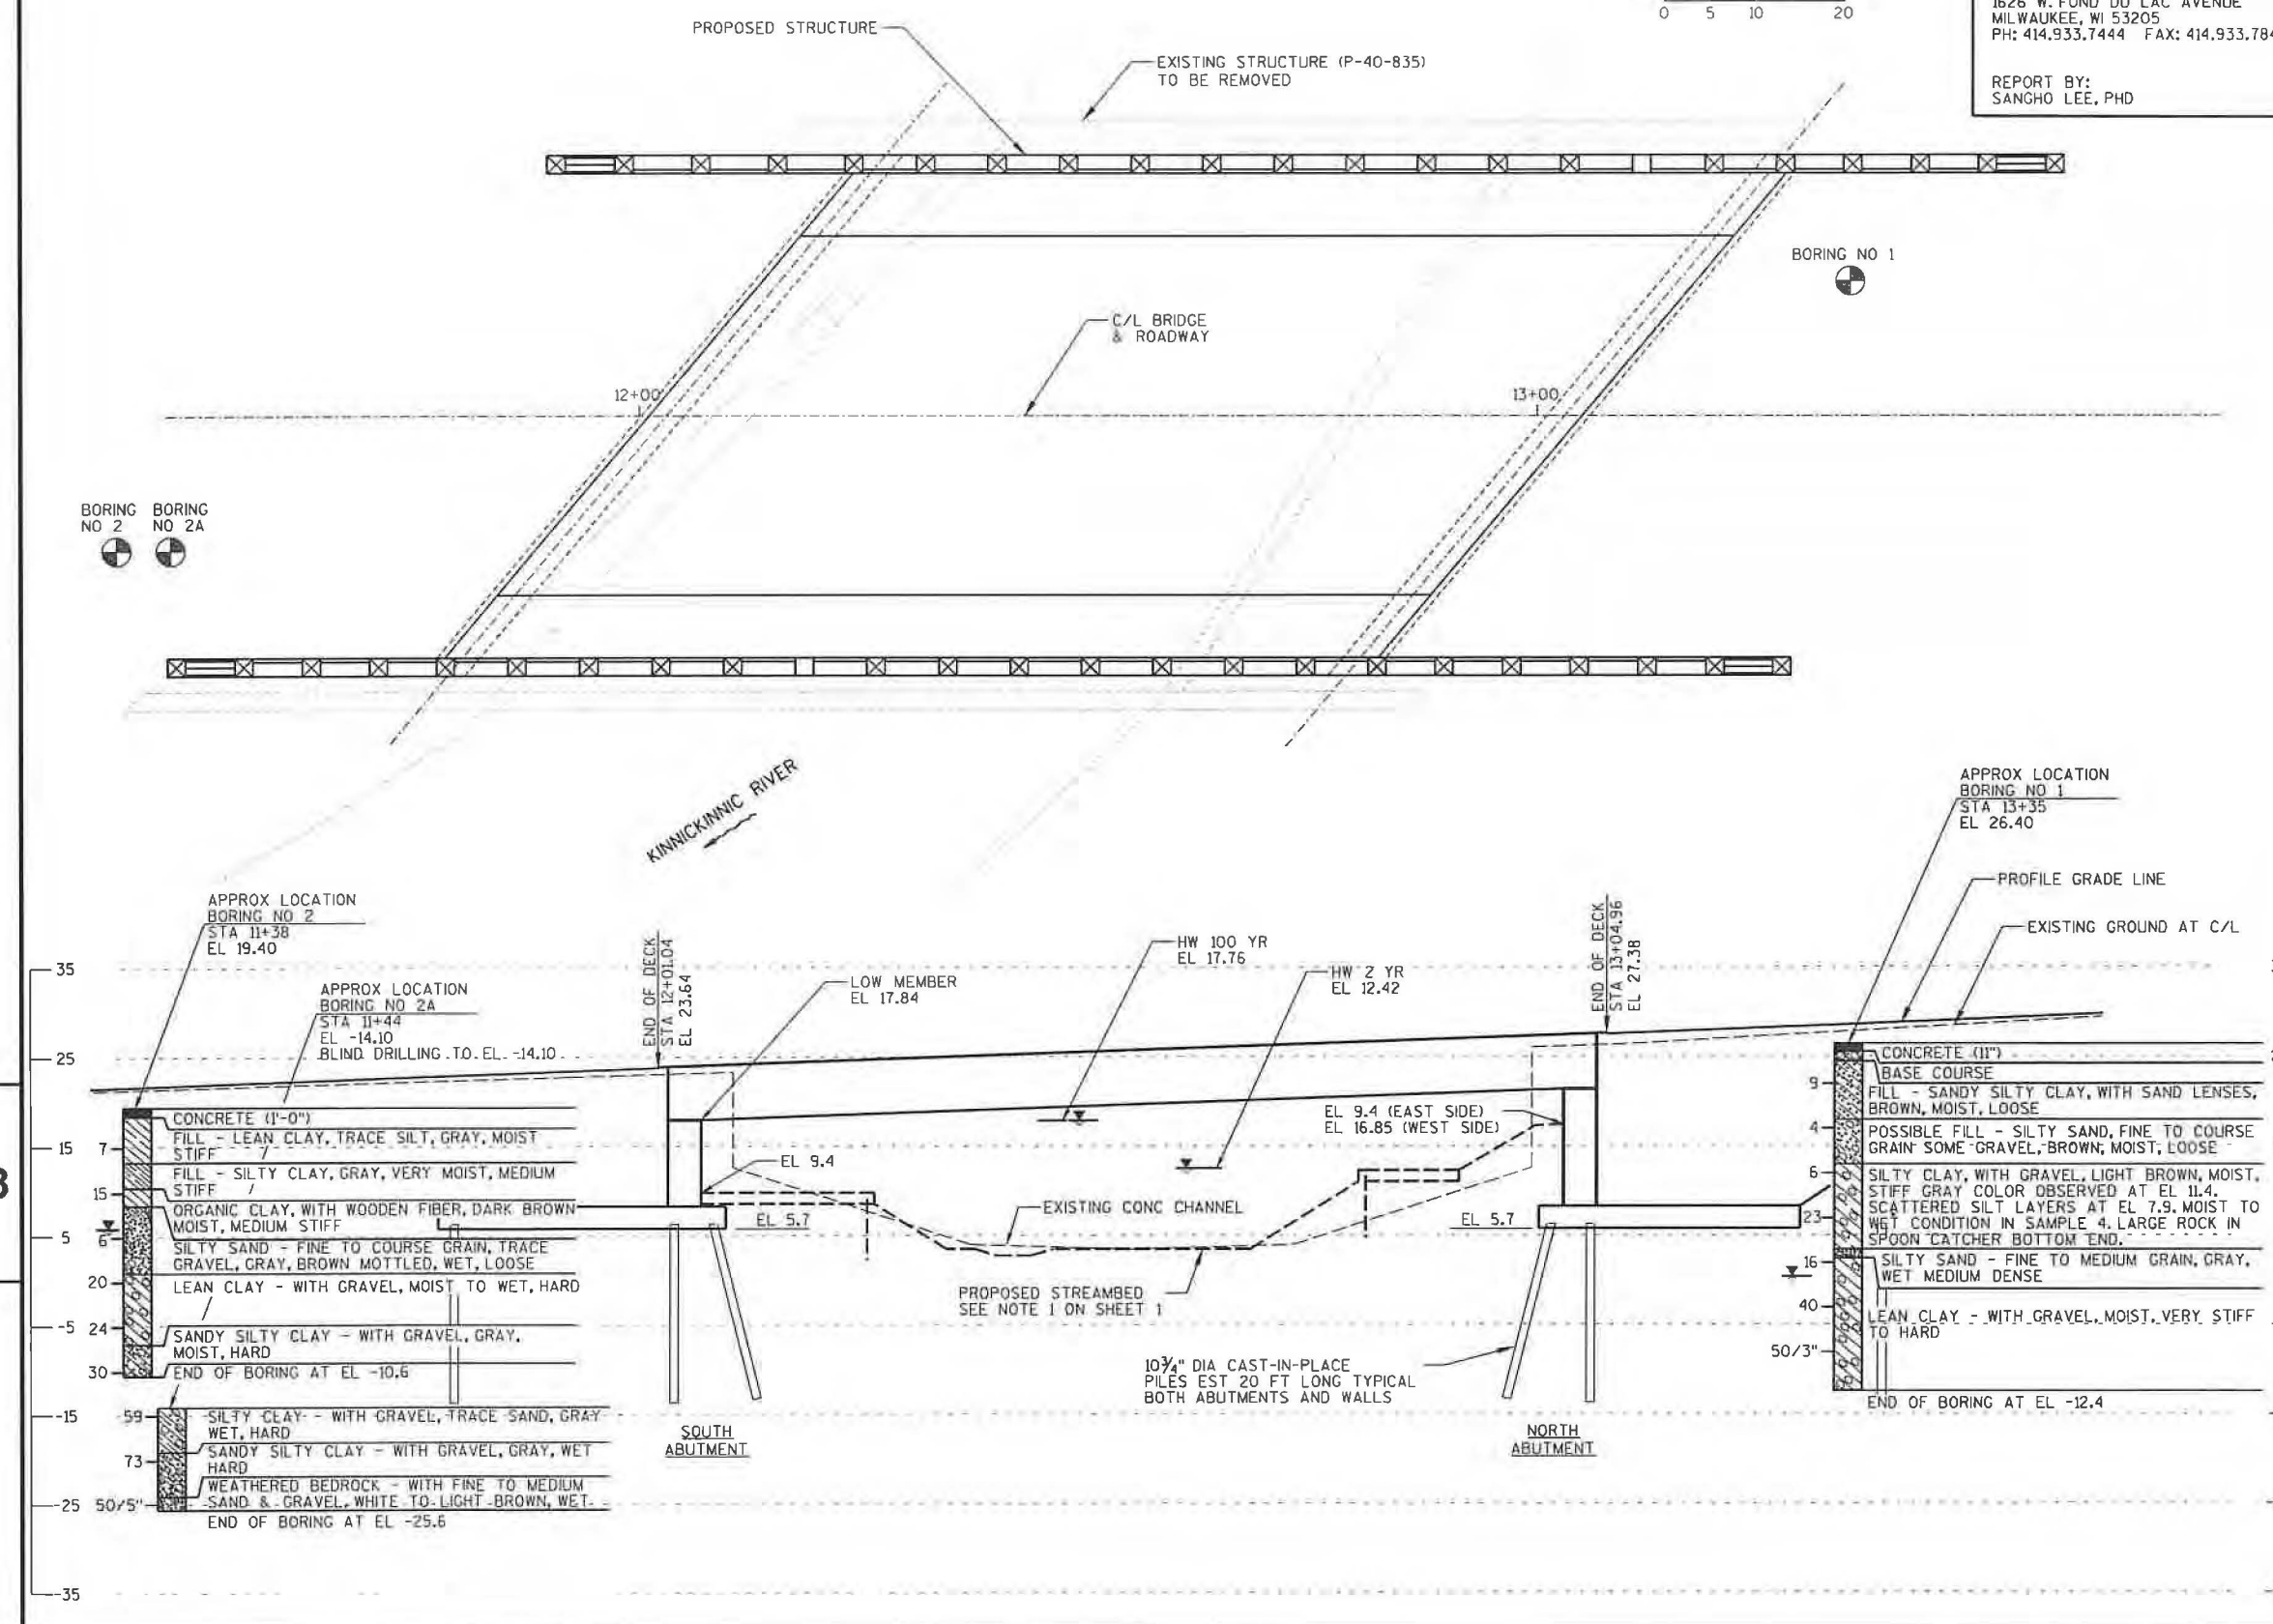 0 5 10 20
1626 W. FOND DU LAC AVENUE
MILWAUKEE, WI 53205
PH: 414.933.7444 FAX: 414.933.784
REPORT BY:
SANGHO LEE, PHD
PROPOSED STRUCTURE
EXISTING STRUCTURE (P-40-835)
TO BE REMOVED
BORING NO 1
C/L BRIDGE
& ROADWAY
12+00
13+00
BORING
NO 2
BORING
NO 2A
KINNICKINNIC RIVER
APPROX LOCATION
BORING NO 1
STA 13+35
EL 26.40
PROFILE GRADE LINE
EXISTING GROUND AT C/L
APPROX LOCATION
BORING NO 2
STA 11+38
EL 19.40
APPROX LOCATION
BORING NO 2A
STA 11+44
EL -14.10
BLIND DRILLING TO EL -14.10
END OF DECK
STA 12+01.04
EL 23.64
LOW MEMBER
EL 17.84
HW 100 YR
EL 17.76
HW 2 YR
EL 12.42
END OF DECK
STA 13+04.96
EL 27.38
35
25
15
5
-5
-15
-25
-35
CONCRETE (1'-0")
FILL - LEAN CLAY, TRACE SILT, GRAY, MOIST
STIFF
FILL - SILTY CLAY, GRAY, VERY MOIST, MEDIUM
STIFF
ORGANIC CLAY, WITH WOODEN FIBER, DARK BROWN
MOIST, MEDIUM STIFF
SILTY SAND - FINE TO COURSE GRAIN, TRACE
GRAVEL, GRAY, BROWN MOTTLED, WET, LOOSE
LEAN CLAY - WITH GRAVEL, MOIST TO WET, HARD
SANDY SILTY CLAY - WITH GRAVEL, GRAY,
MOIST, HARD
END OF BORING AT EL -10.6
7
15
6
20
24
30
59
73
50/5"
SILTY CLAY - WITH GRAVEL, TRACE SAND, GRAY
WET, HARD
SANDY SILTY CLAY - WITH GRAVEL, GRAY, WET
HARD
WEATHERED BEDROCK - WITH FINE TO MEDIUM
SAND & GRAVEL, WHITE TO LIGHT BROWN, WET
END OF BORING AT EL -25.6
EL 9.4
EL 5.7
EXISTING CONC CHANNEL
PROPOSED STREAMBED
SEE NOTE 1 ON SHEET 1
EL 9.4 (EAST SIDE)
EL 16.85 (WEST SIDE)
EL 5.7
10¾" DIA CAST-IN-PLACE
PILES EST 20 FT LONG TYPICAL
BOTH ABUTMENTS AND WALLS
SOUTH
ABUTMENT
NORTH
ABUTMENT
9
4
6
23
16
40
50/3"
CONCRETE (11")
BASE COURSE
FILL - SANDY SILTY CLAY, WITH SAND LENSES,
BROWN, MOIST, LOOSE
POSSIBLE FILL - SILTY SAND, FINE TO COURSE
GRAIN SOME GRAVEL, BROWN, MOIST, LOOSE
SILTY CLAY, WITH GRAVEL, LIGHT BROWN, MOIST,
STIFF GRAY COLOR OBSERVED AT EL 11.4.
SCATTERED SILT LAYERS AT EL 7.9. MOIST TO
WET CONDITION IN SAMPLE 4. LARGE ROCK IN
SPOON CATCHER BOTTOM END.
SILTY SAND - FINE TO MEDIUM GRAIN, GRAY,
WET MEDIUM DENSE
LEAN CLAY - WITH GRAVEL, MOIST, VERY STIFF
TO HARD
END OF BORING AT EL -12.4